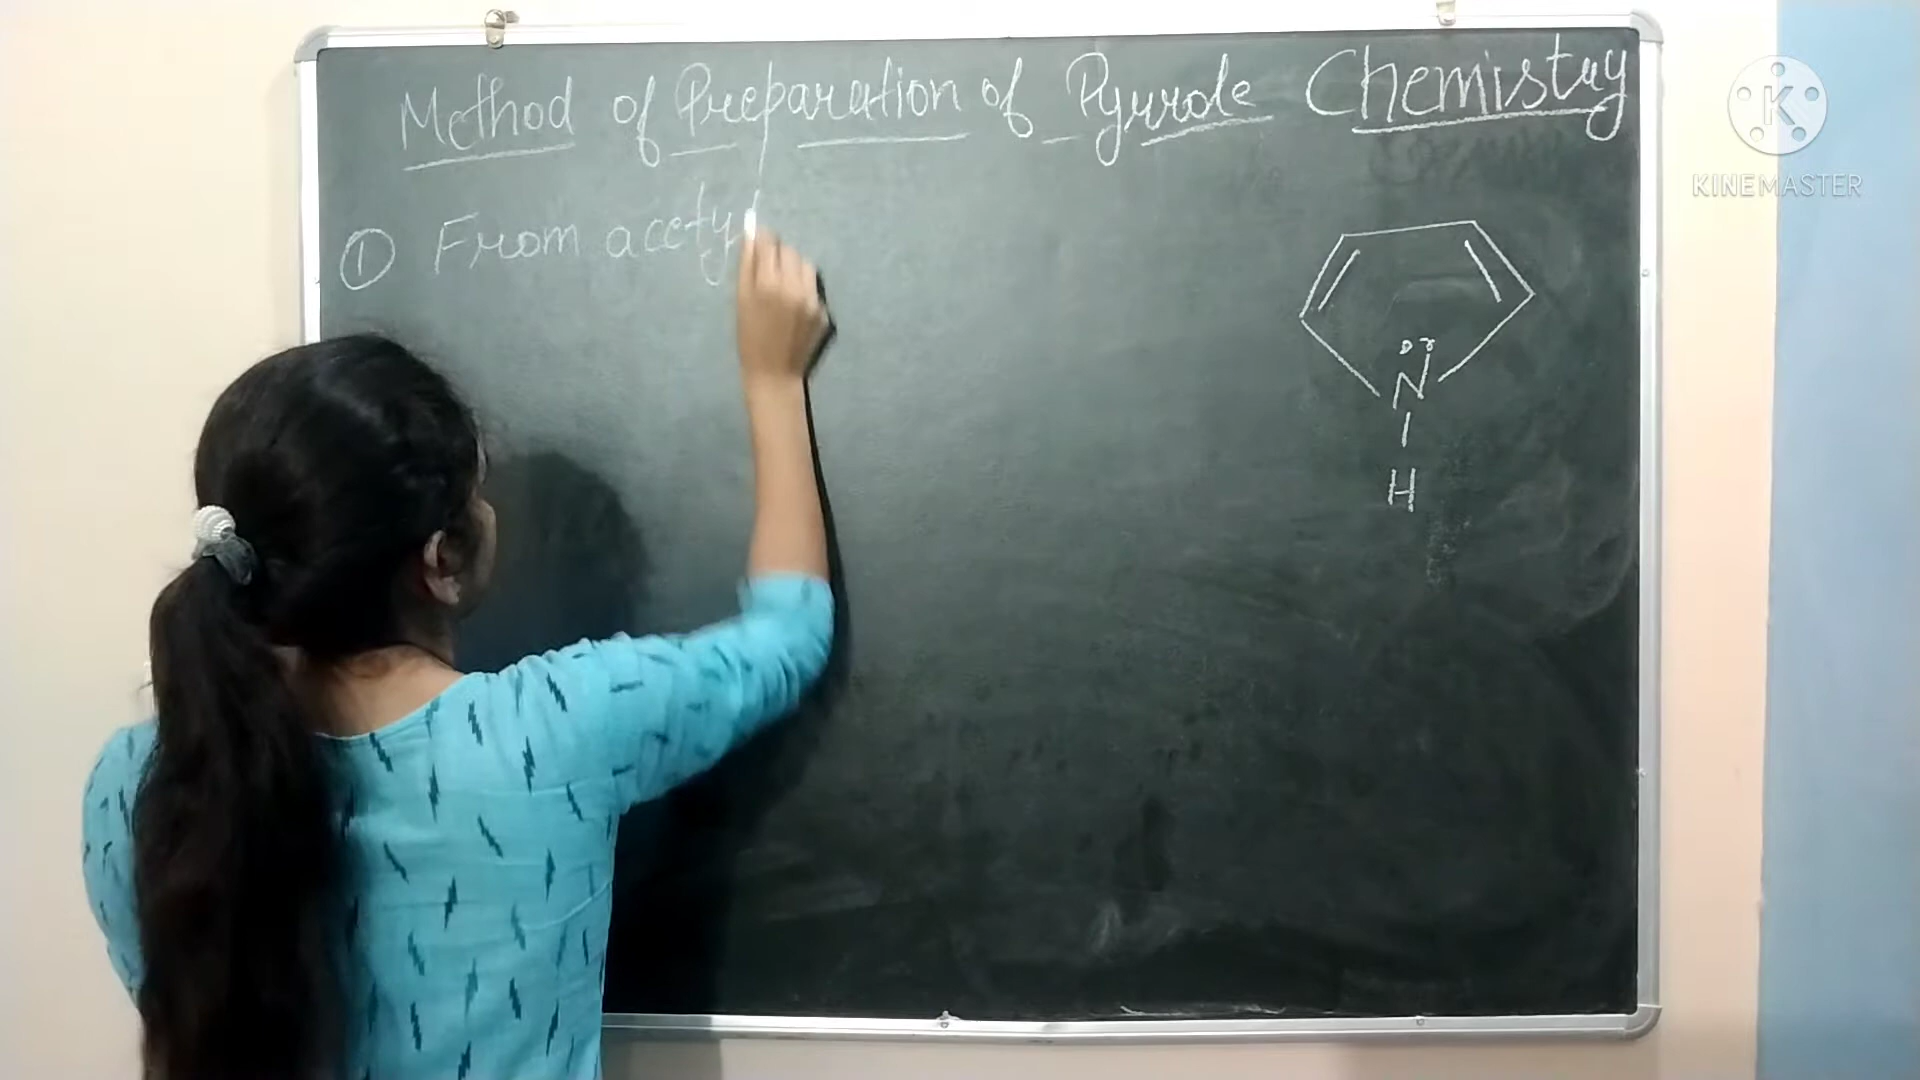 Method of Preparation of Pyrrole Chemistry
① From acety
N
H
K
KINEMASTER